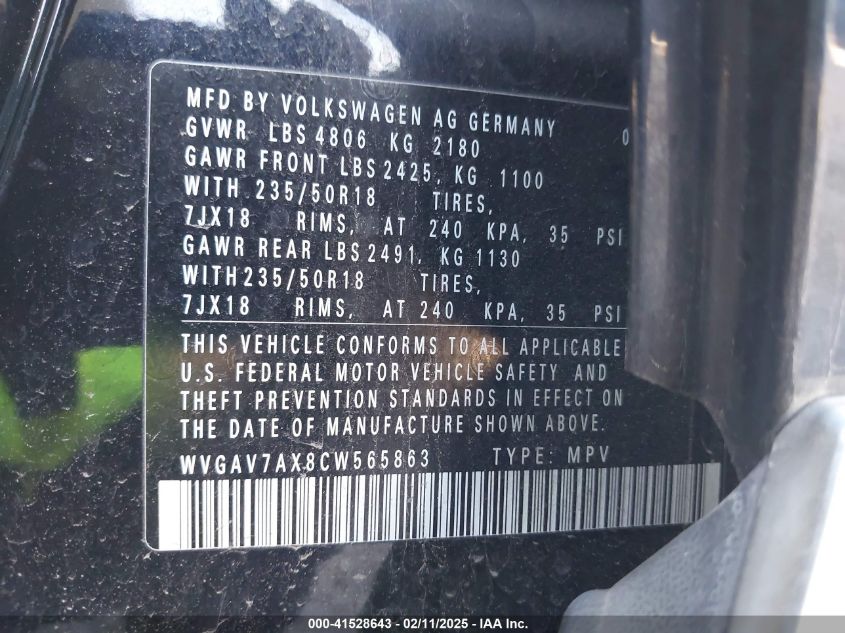 MFD BY VOLKSWAGEN AG GERMANY 0
GVWR LBS 4806 KG 2180
GAWR FRONT LBS 2425, KG 1100
WITH 235/50R18 TIRES,
7JX18 RIMS, AT 240 KPA, 35 PSI
GAWR REAR LBS 2491, KG 1130
WITH 235/50R18 TIRES,
7JX18 RIMS, AT 240 KPA, 35 PSI
THIS VEHICLE CONFORMS TO ALL APPLICABLE
U.S. FEDERAL MOTOR VEHICLE SAFETY AND
THEFT PREVENTION STANDARDS IN EFFECT ON
THE DATE OF MANUFACTURE SHOWN ABOVE.
WVGAV7AX8CW565863 TYPE: MPV
000-41528643 - 02/11/2025 - IAA Inc.